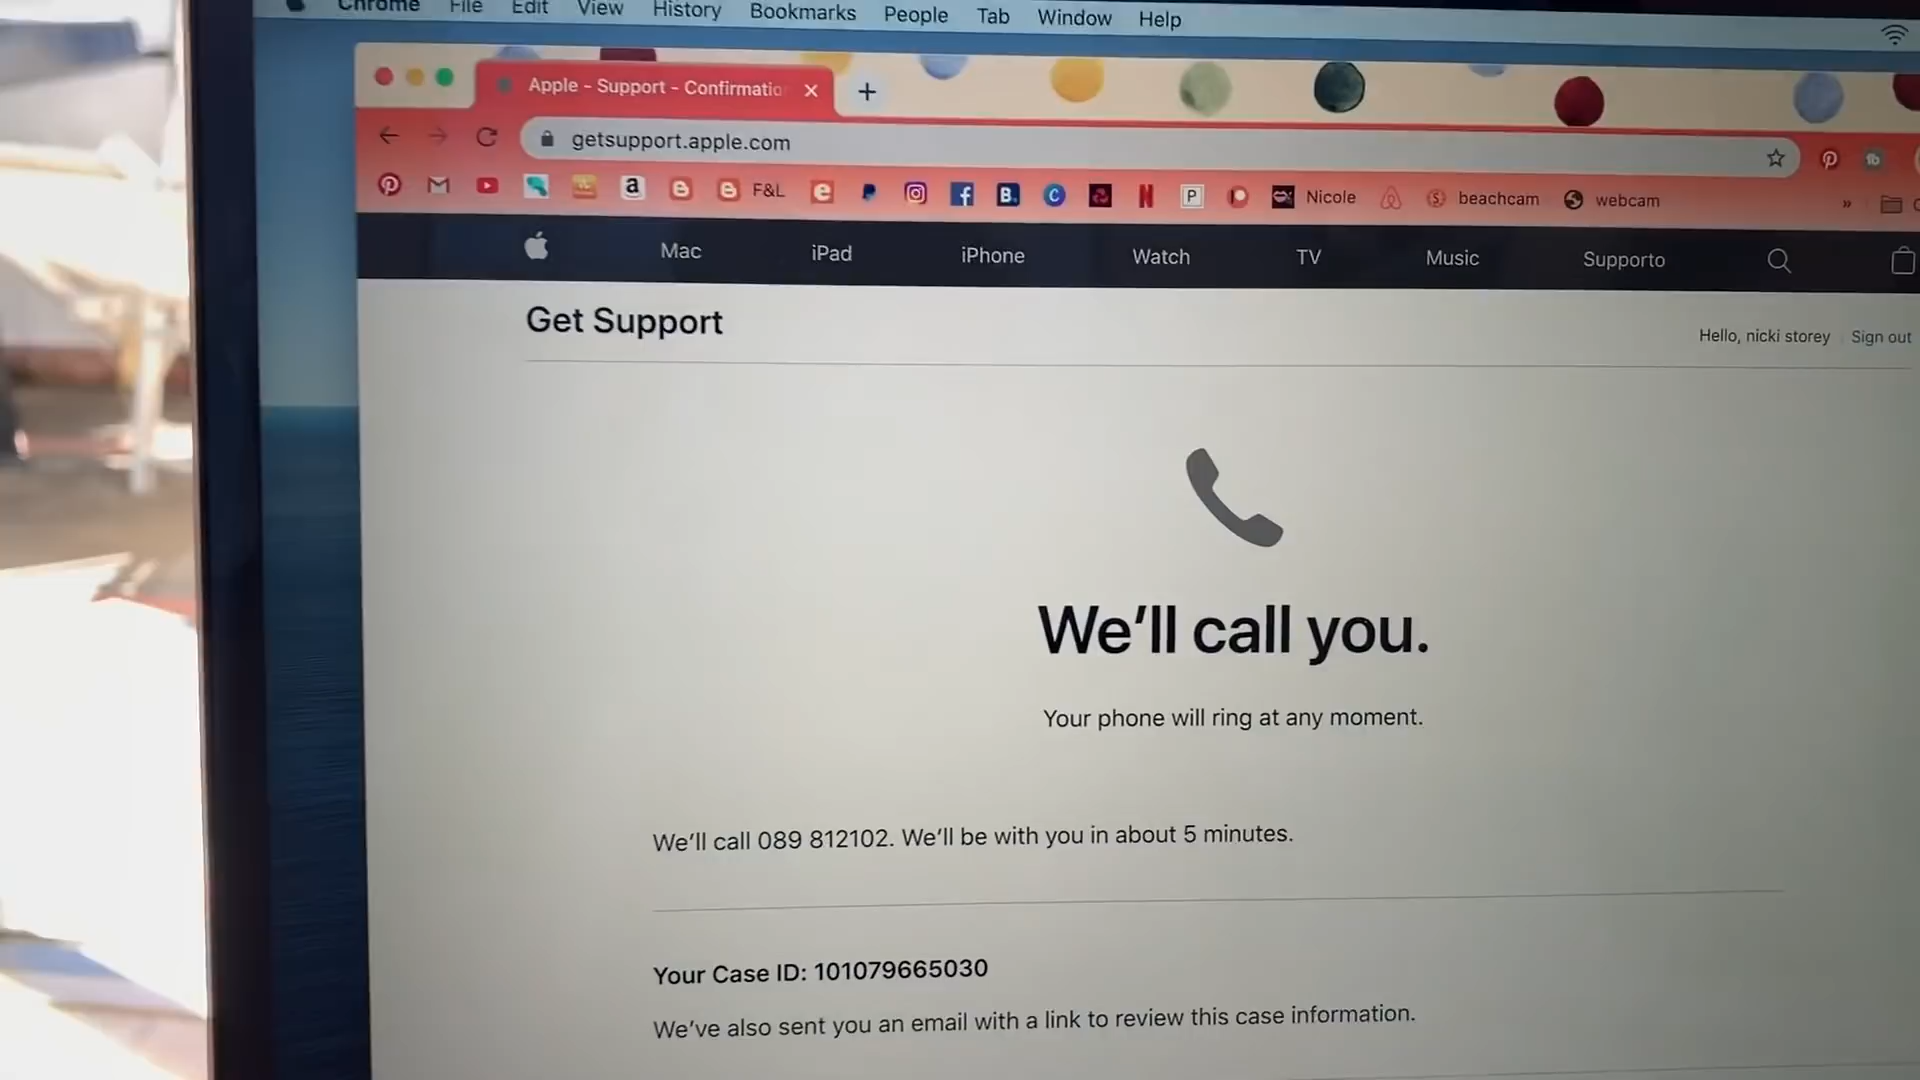 Chrome File Edit View History Bookmarks People Tab Window Help
Apple - Support - Confirmatio
getsupport.apple.com
F&L Nicole beachcam webcam
Mac iPad iPhone Watch TV Music Supporto
Get Support
Hello, nicki storey Sign out
We'll call you.
Your phone will ring at any moment.
We'll call 089 812102. We'll be with you in about 5 minutes.
Your Case ID: 101079665030
We've also sent you an email with a link to review this case information.